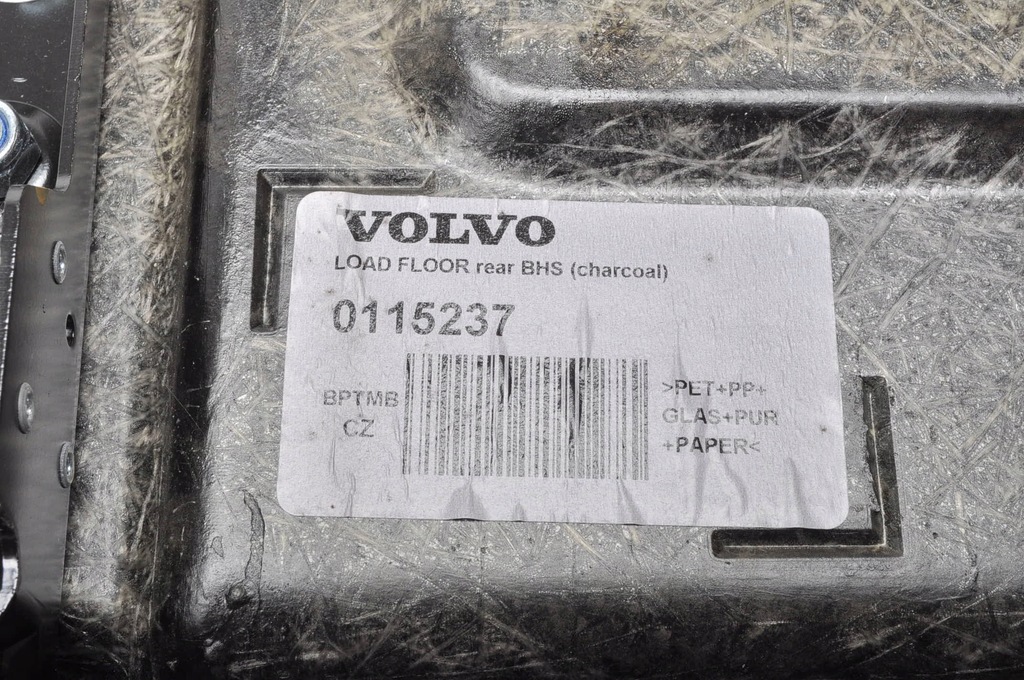 VOLVO
LOAD FLOOR rear BHS (charcoal)
0115237
BPTMB
CZ
>PET+PP+
GLAS+PUR
+PAPER<